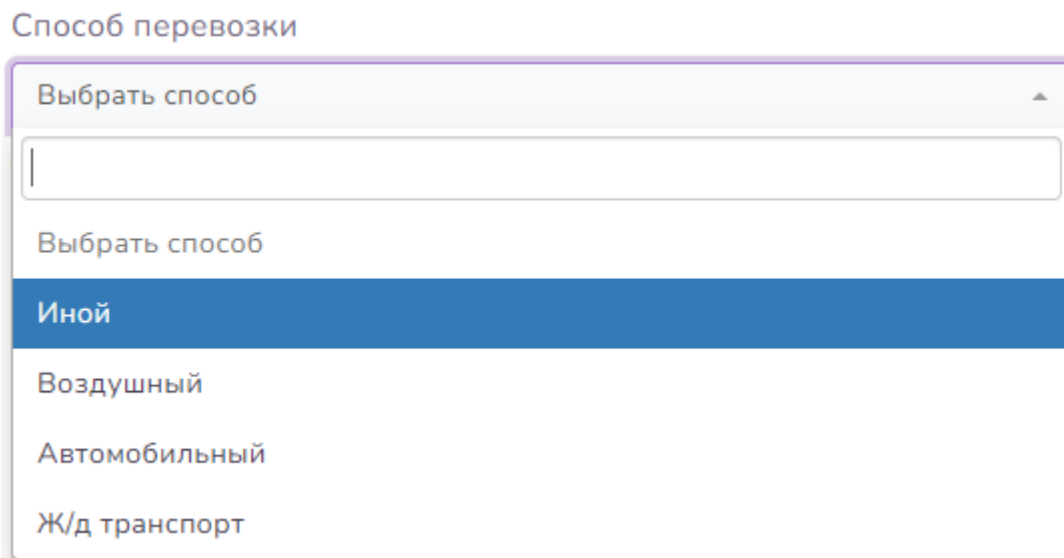 Способ перевозки
Выбрать способ
Выбрать способ
Иной
Воздушный
Автомобильный
Ж/д транспорт